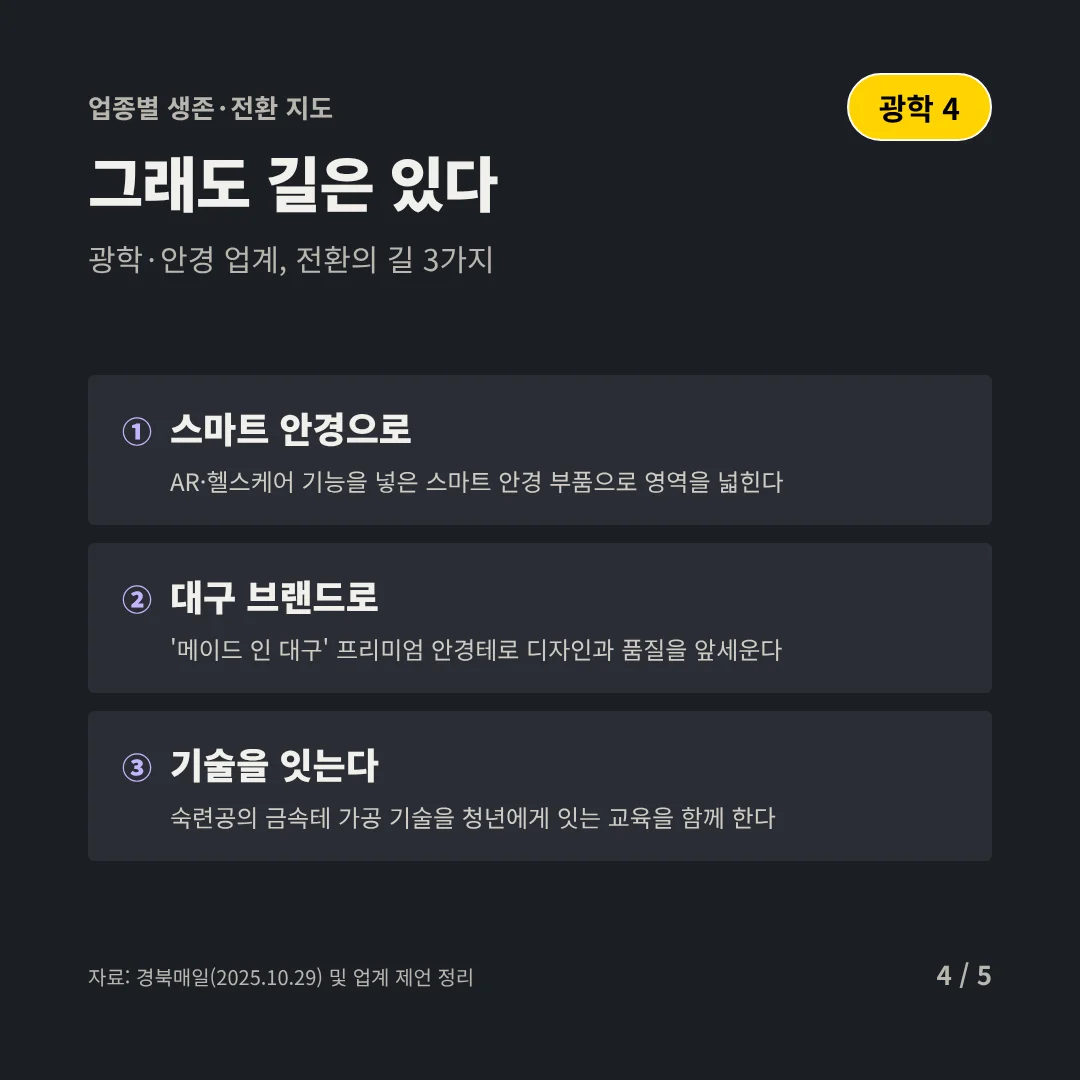 업종별 생존·전환 지도
광학 4
그래도 길은 있다
광학·안경 업계, 전환의 길 3가지
① 스마트 안경으로
AR·헬스케어 기능을 넣은 스마트 안경 부품으로 영역을 넓힌다
② 대구 브랜드로
'메이드 인 대구' 프리미엄 안경테로 디자인과 품질을 앞세운다
③ 기술을 잇는다
숙련공의 금속테 가공 기술을 청년에게 잇는 교육을 함께 한다
자료: 경북매일(2025.10.29) 및 업계 제언 정리
4 / 5